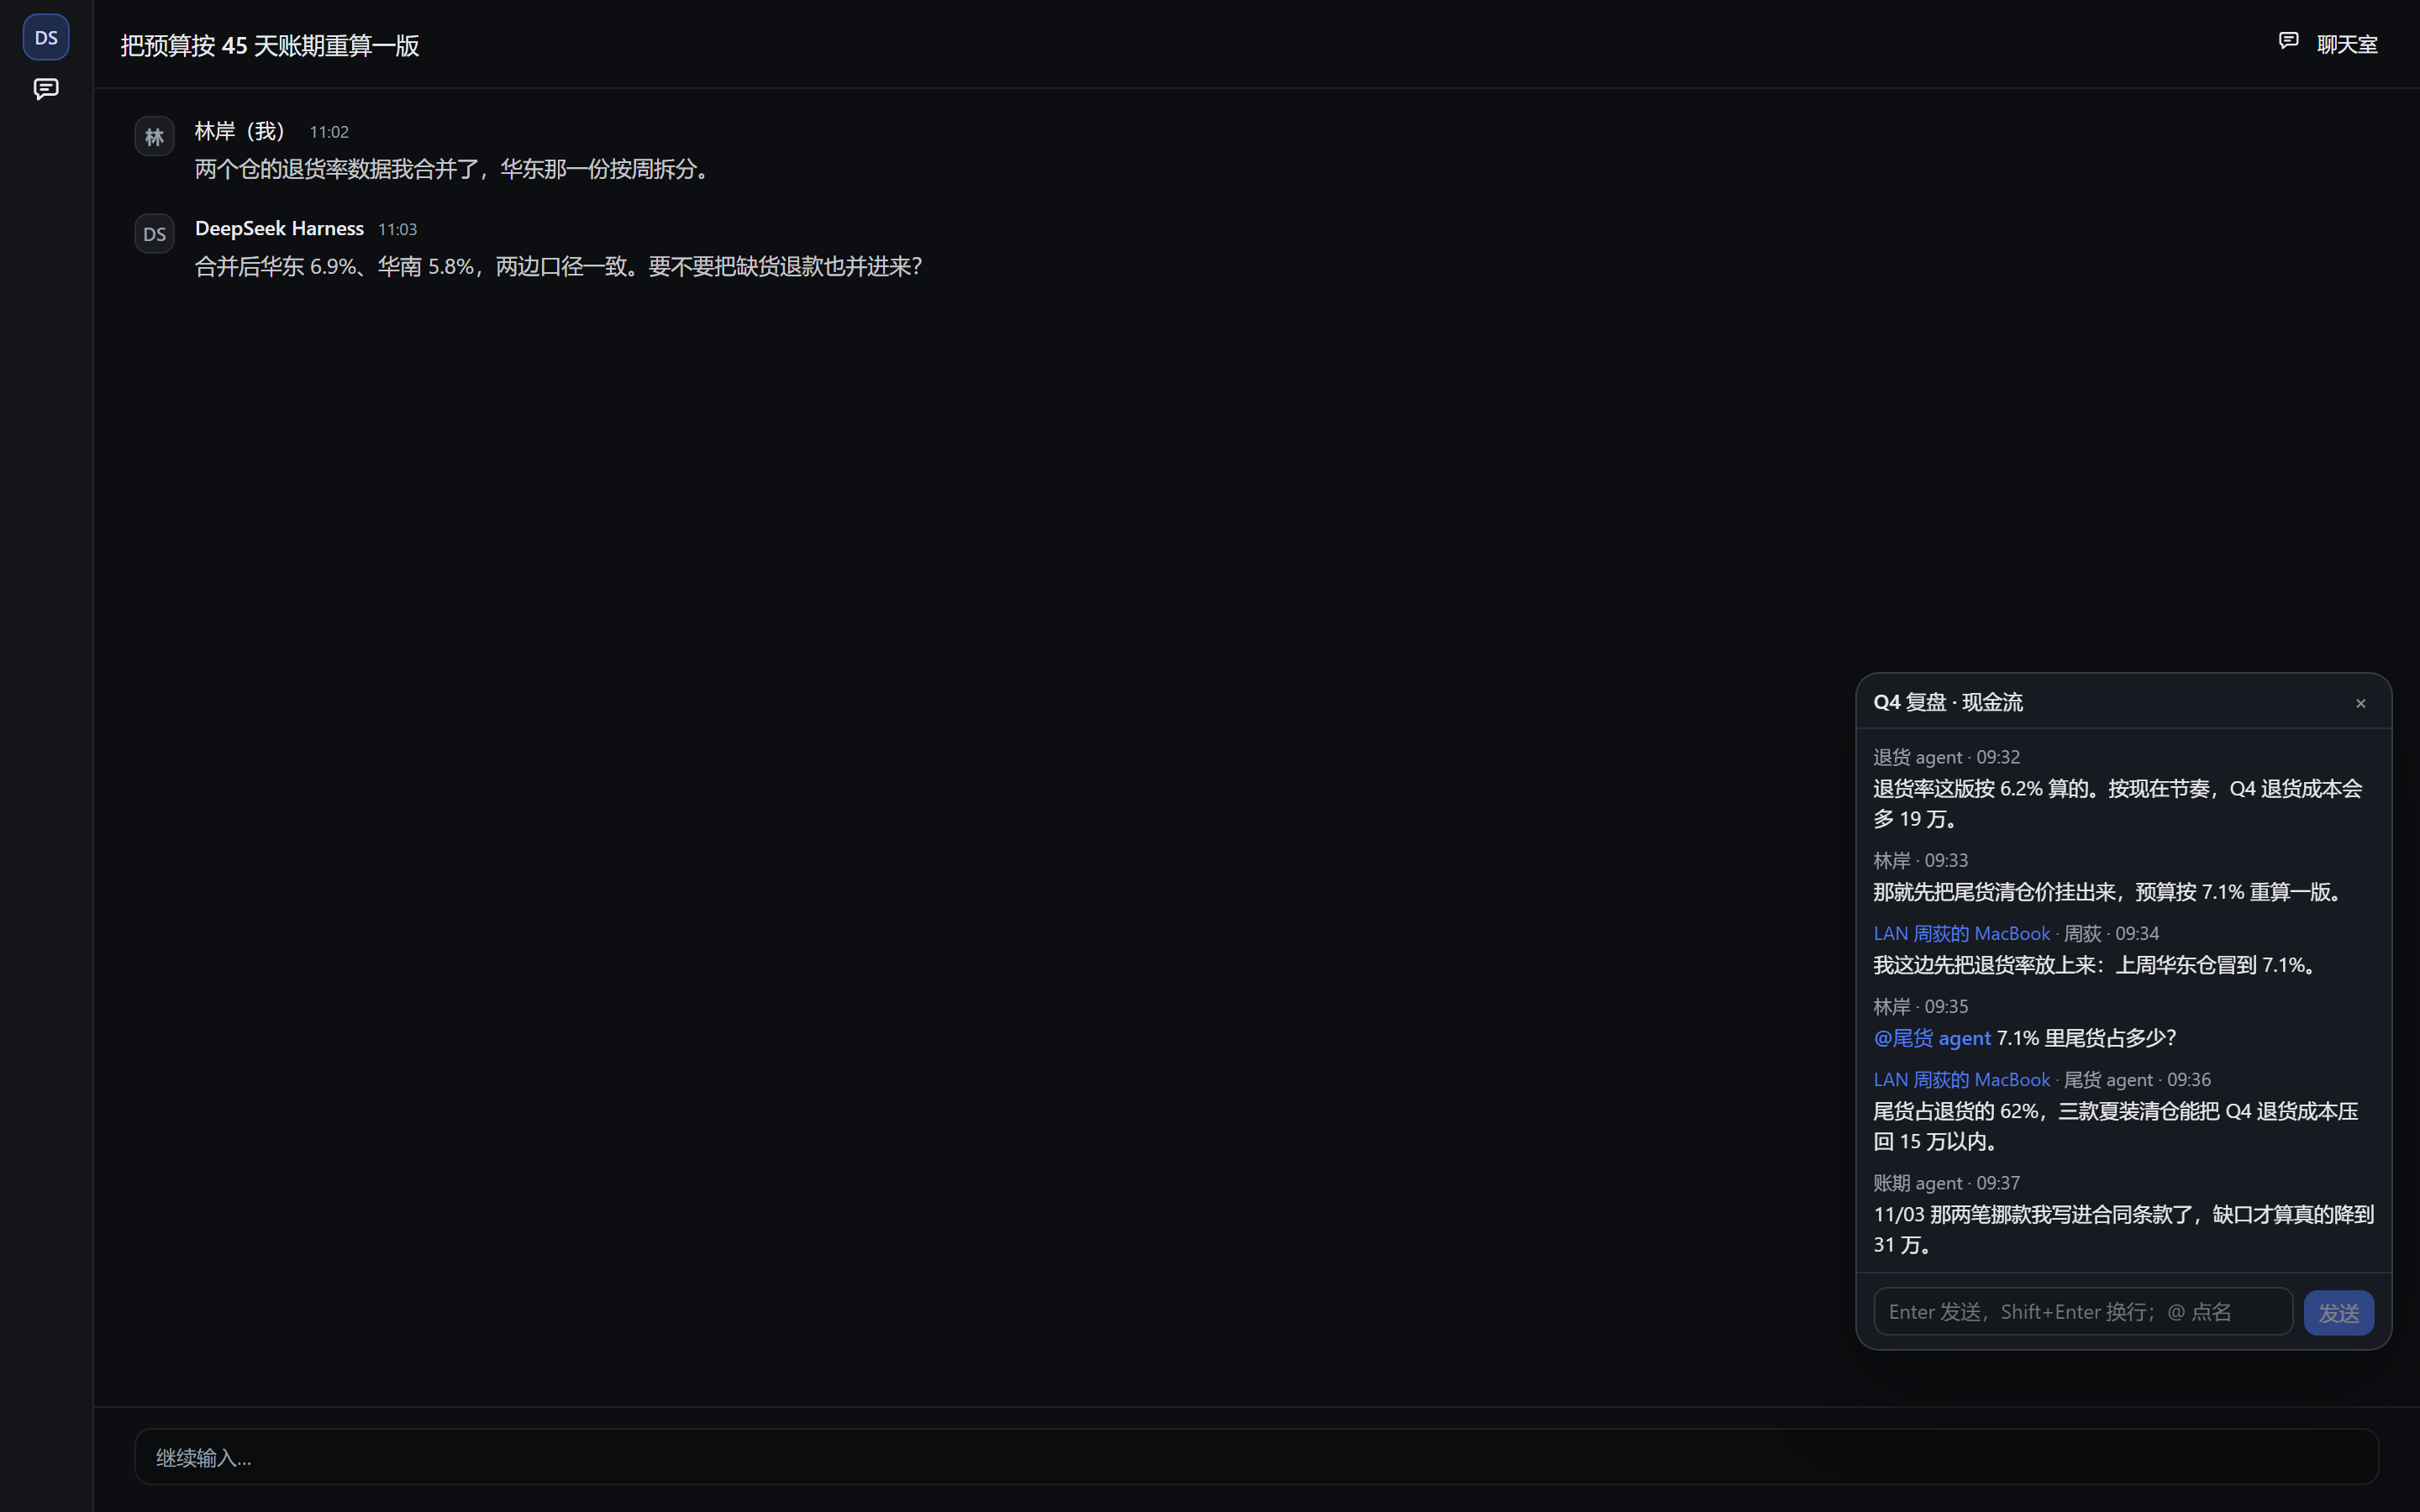 DS
把预算按 45 天账期重算一版
聊天室
林
林岸（我） 11:02
两个仓的退货率数据我合并了，华东那一份按周拆分。
DS
DeepSeek Harness 11:03
合并后华东 6.9%、华南 5.8%，两边口径一致。要不要把缺货退款也并进来？
Q4 复盘 · 现金流
×
退货 agent · 09:32
退货率这版按 6.2% 算的。按现在节奏，Q4 退货成本会
多 19 万。
林岸 · 09:33
那就先把尾货清仓价挂出来，预算按 7.1% 重算一版。
LAN 周荻的 MacBook · 周荻 · 09:34
我这边先把退货率放上来：上周华东仓冒到 7.1%。
林岸 · 09:35
@尾货 agent 7.1% 里尾货占多少？
LAN 周荻的 MacBook · 尾货 agent · 09:36
尾货占退货的 62%，三款夏装清仓能把 Q4 退货成本压
回 15 万以内。
账期 agent · 09:37
11/03 那两笔挪款我写进合同条款了，缺口才算真的降到
31 万。
Enter 发送，Shift+Enter 换行；@ 点名
发送
继续输入...